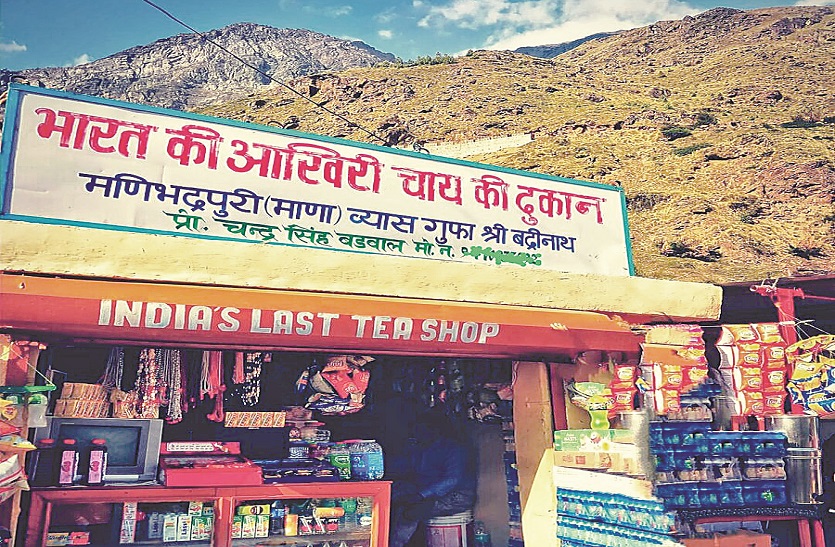 भारत की आखिरी चाय की दुकान
मणिभद्रपुरी (माणा) व्यास गुफा श्री बद्रीनाथ
प्रो. चन्द्र सिंह बडवाल मो. न.
INDIA'S LAST TEA SHOP